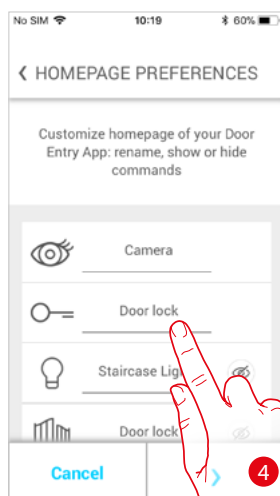 No SIM 10:19 60%
HOMEPAGE PREFERENCES
Customize homepage of your Door
Entry App: rename, show or hide
commands
Camera
Door lock
Staircase Lig
Door lock
Cancel
4